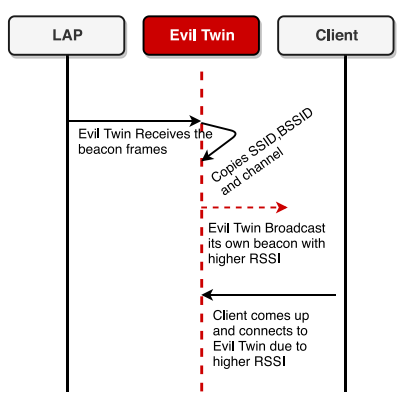 LAP
Evil Twin
Client
Evil Twin Receives the
beacon frames
Copies SSID,BSSID
and channel
Evil Twin Broadcast
its own beacon with
higher RSSI
Client comes up
and connects to
Evil Twin due to
higher RSSI